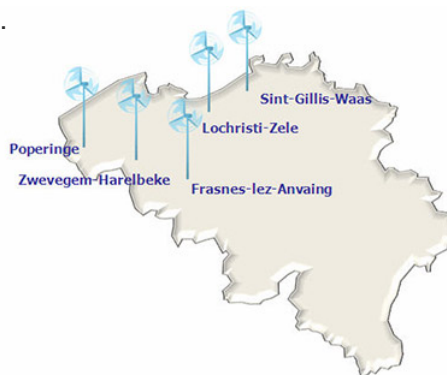 .
Sint-Gillis-Waas
Lochristi-Zele
Poperinge
Zwevegem-Harelbeke
Frasnes-lez-Anvaing